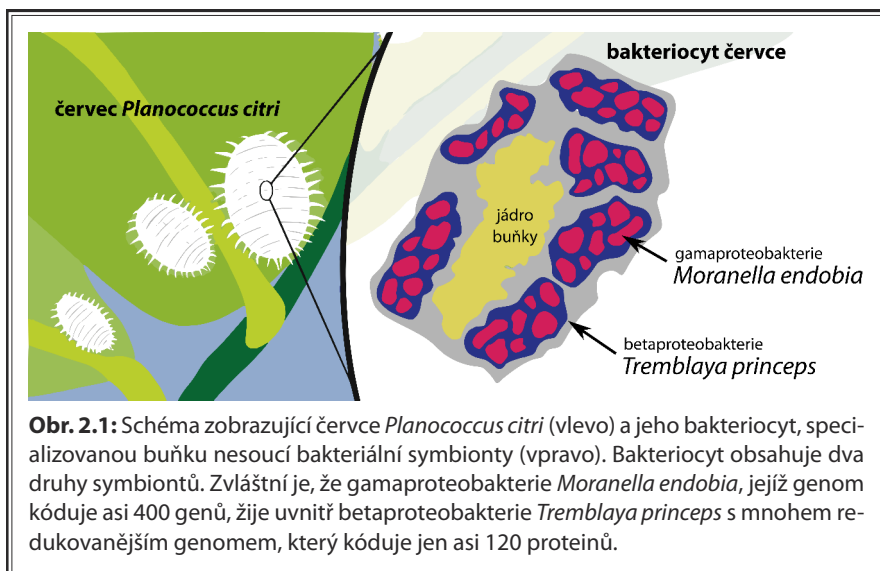 bakteriocyt červce
červec Planococcus citri
jádro
buňky
gamaproteobakterie
Moranella endobia
betaproteobakterie
Tremblaya princeps
Obr. 2.1: Schéma zobrazující červce Planococcus citri (vlevo) a jeho bakteriocyt, speci-
alizovanou buňku nesoucí bakteriální symbionty (vpravo). Bakteriocyt obsahuje dva
druhy symbiontů. Zvláštní je, že gamaproteobakterie Moranella endobia, jejíž genom
kóduje asi 400 genů, žije uvnitř betaproteobakterie Tremblaya princeps s mnohem re-
dukovanějším genomem, který kóduje jen asi 120 proteinů.